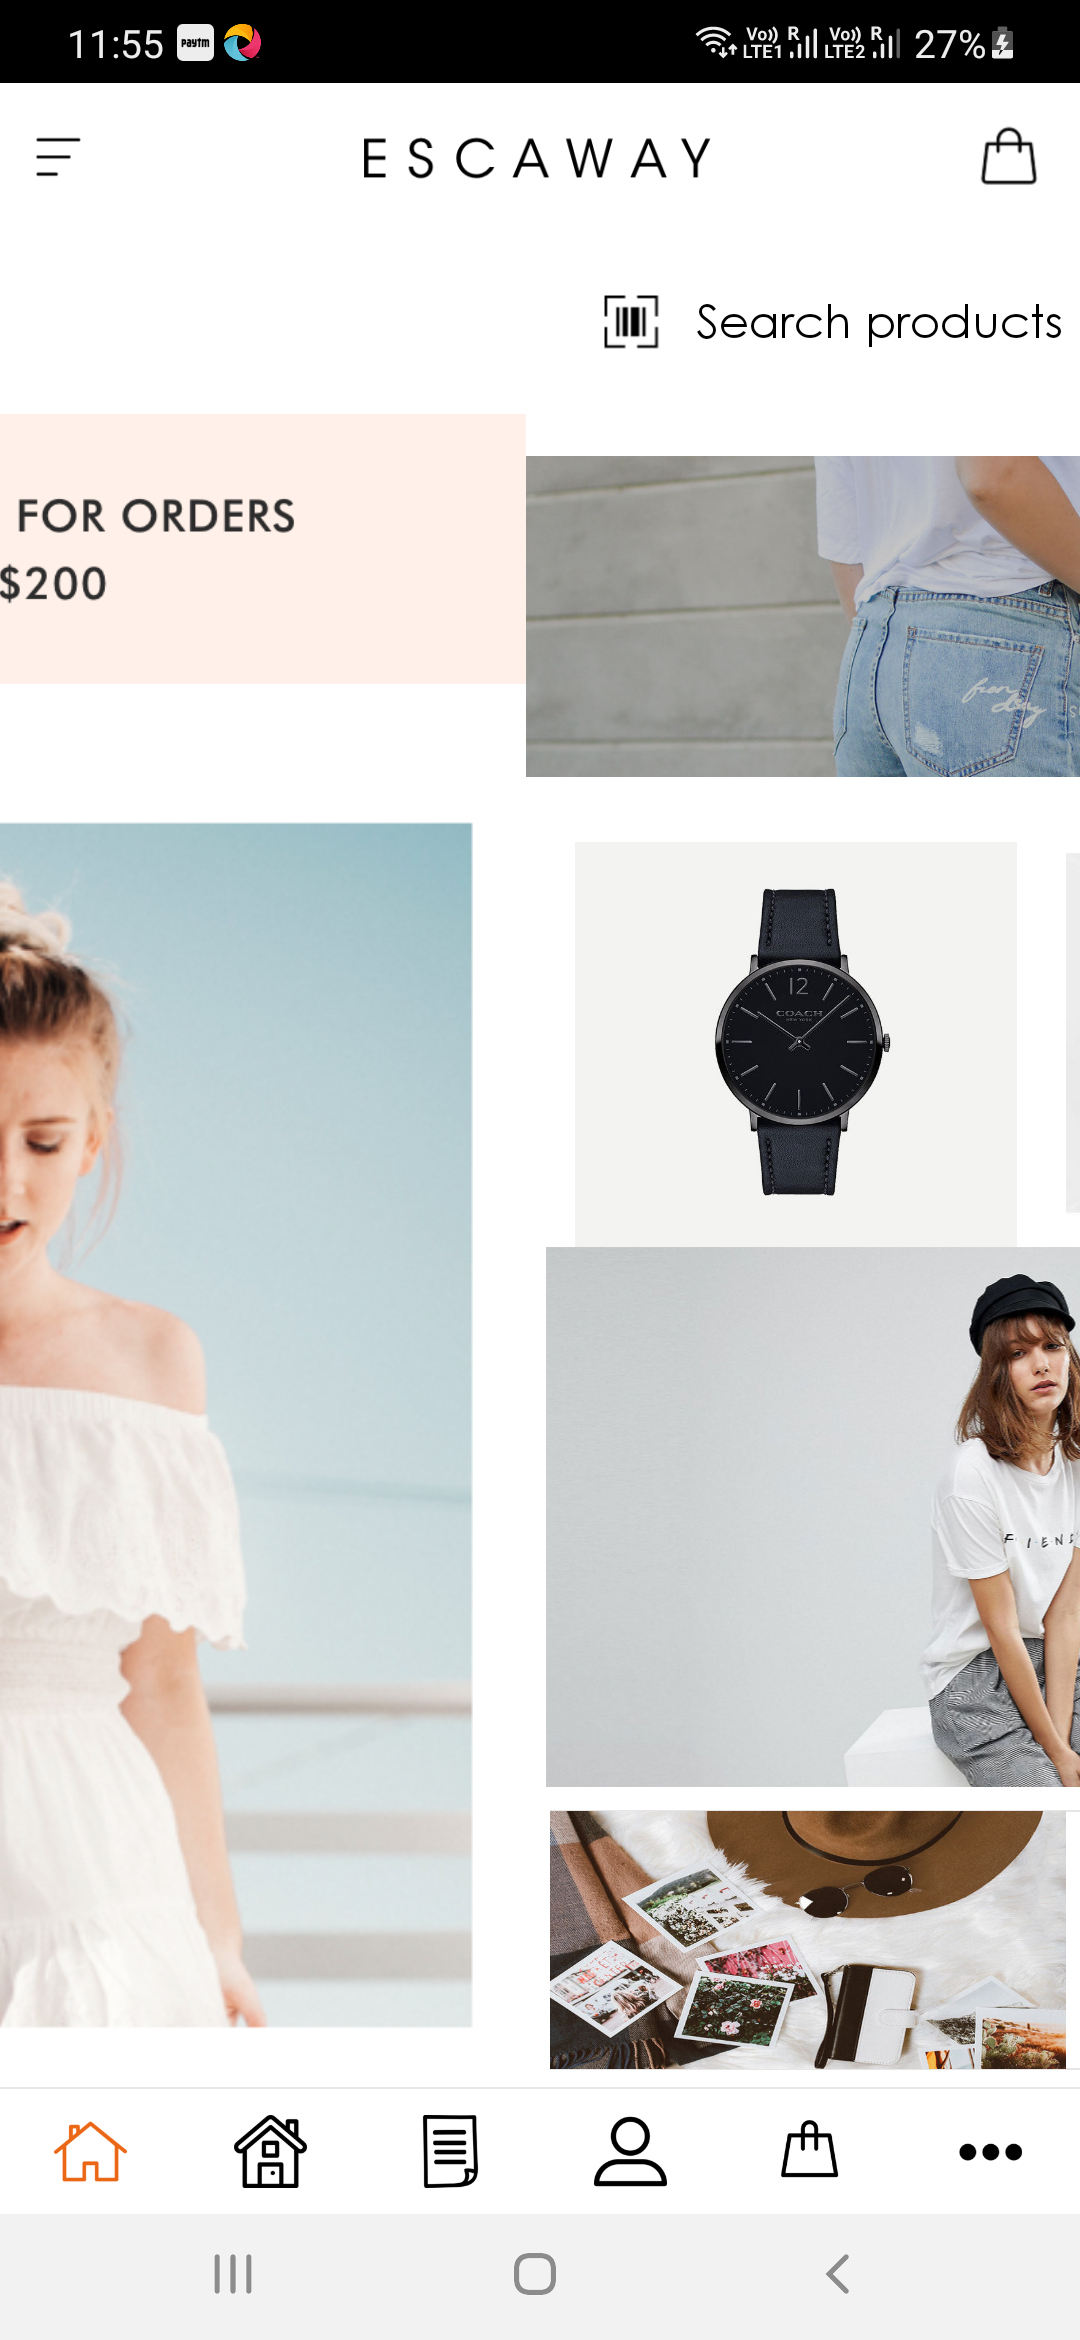 11:55 paytm Vo)) R Vo)) R 27%
LTE1 LTE2
ESCAWAY
Search products
FOR ORDERS
$200
12
COACH
NEW YORK